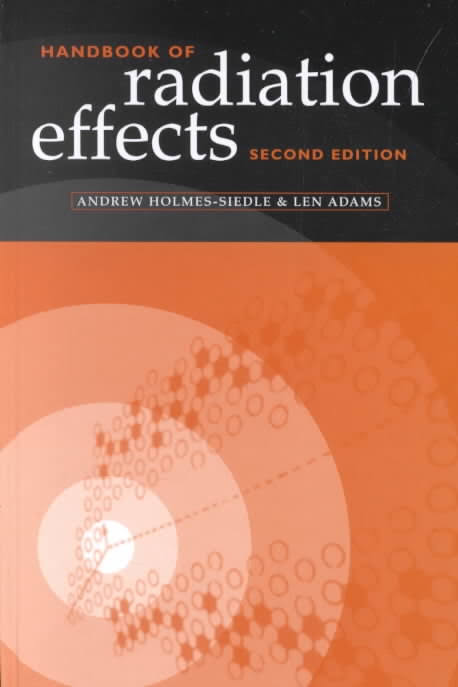 HANDBOOK OF
radiation
effects SECOND EDITION
ANDREW HOLMES-SIEDLE & LEN ADAMS